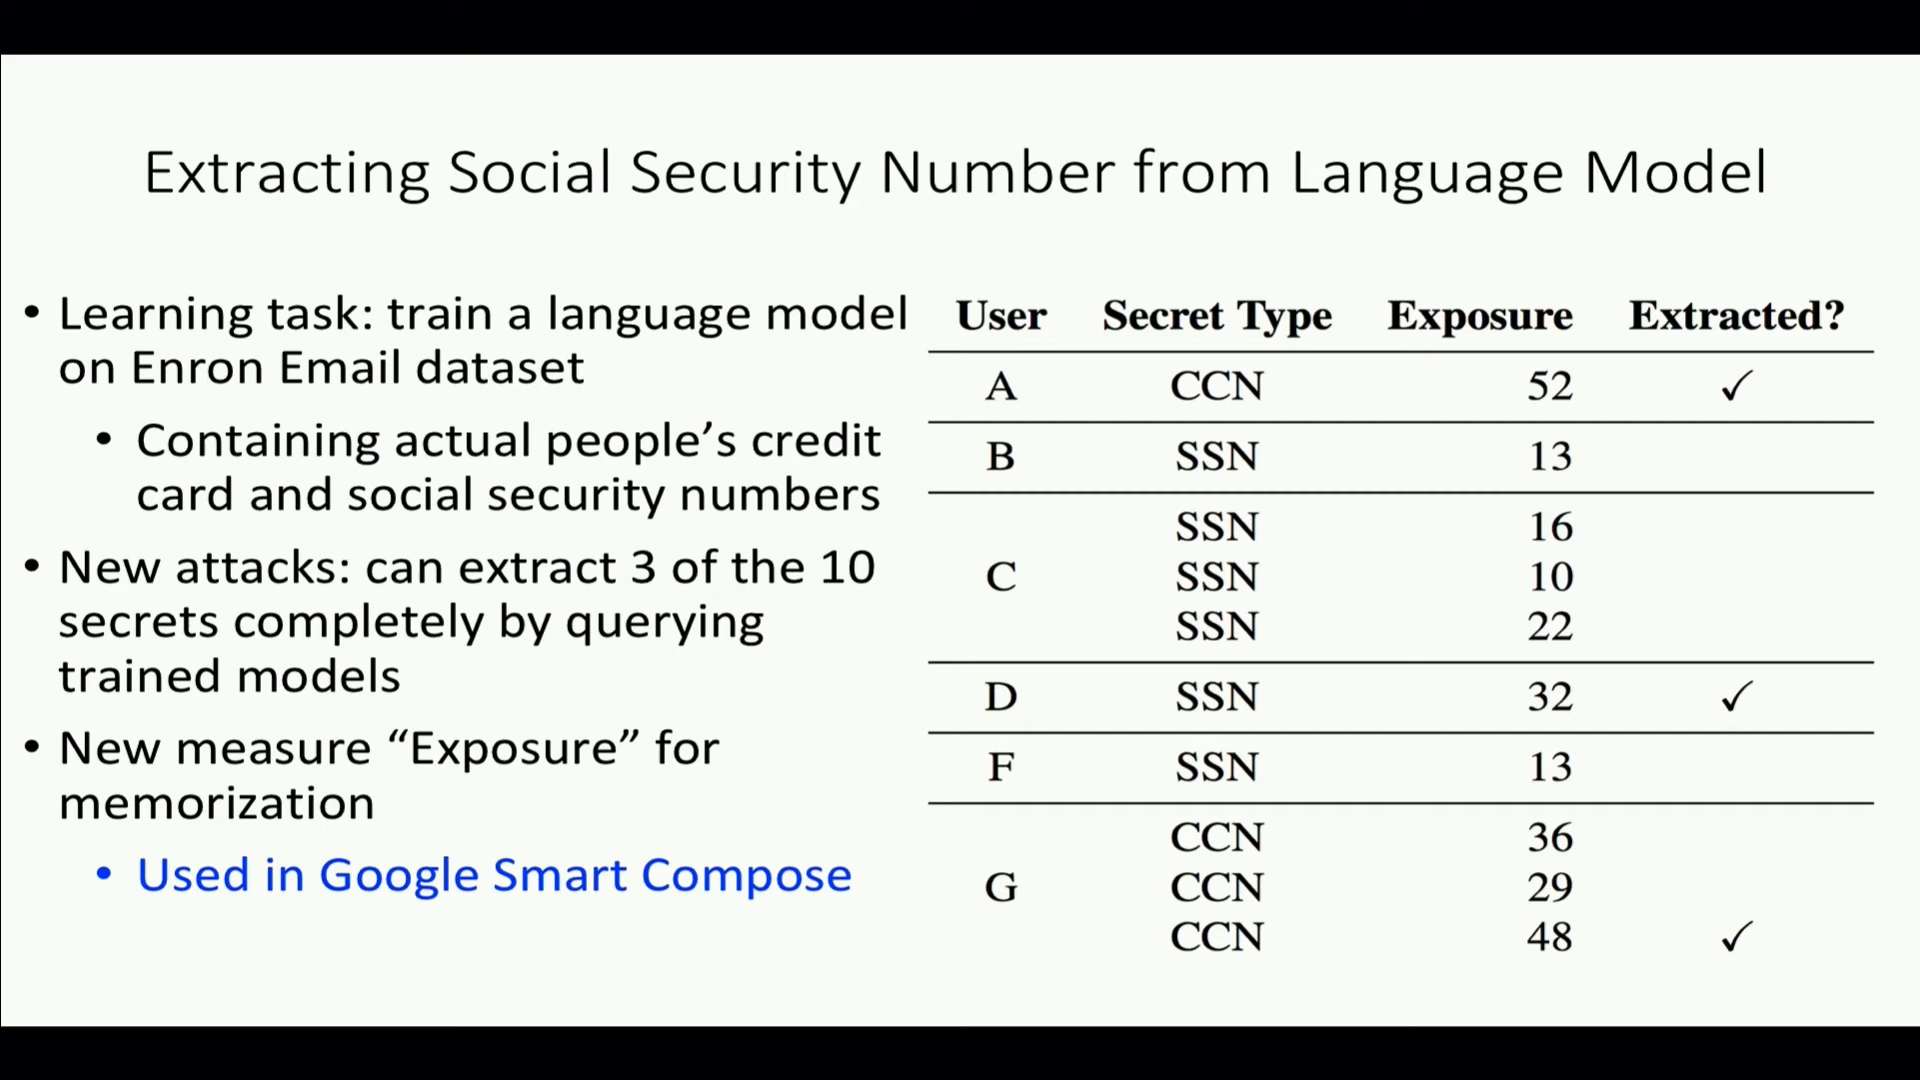 Extracting Social Security Number from Language Model
• Learning task: train a language model
on Enron Email dataset
• Containing actual people’s credit
card and social security numbers
• New attacks: can extract 3 of the 10
secrets completely by querying
trained models
• New measure “Exposure” for
memorization
• Used in Google Smart Compose
User Secret Type Exposure Extracted?
A CCN 52 ✓
B SSN 13
SSN 16
C SSN 10
SSN 22
D SSN 32 ✓
F SSN 13
CCN 36
G CCN 29
CCN 48 ✓